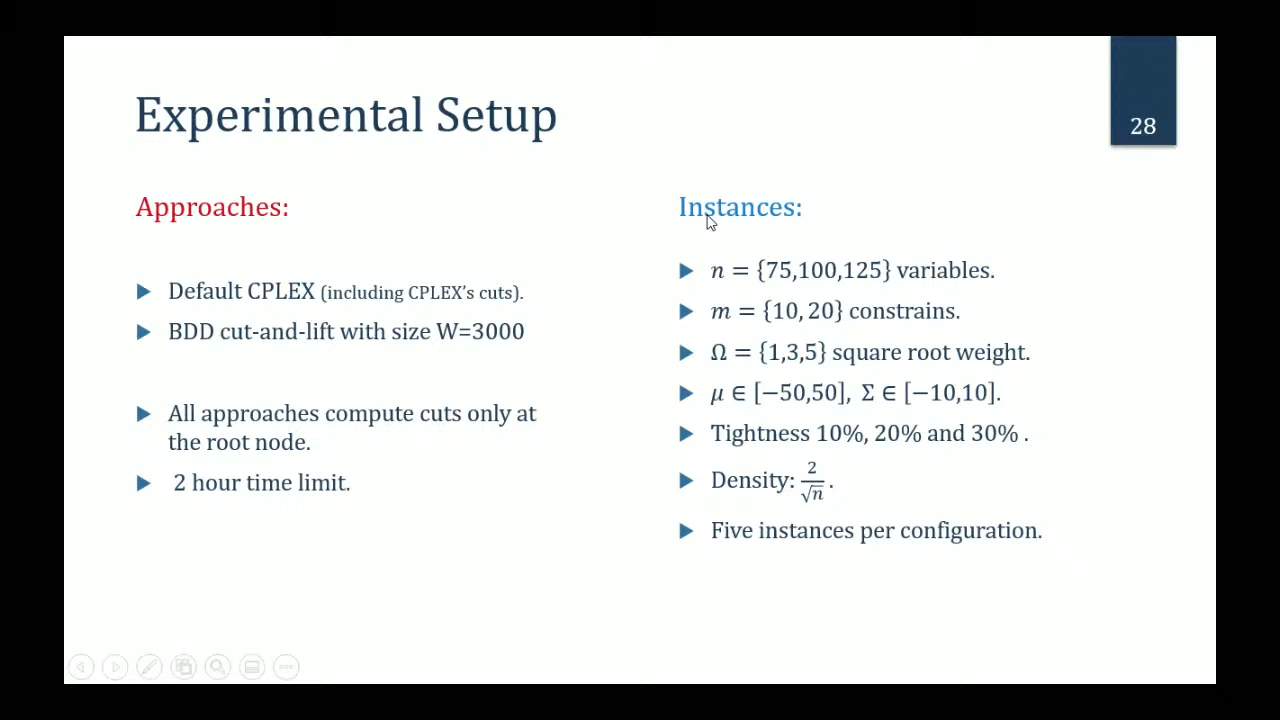 Experimental Setup
28
Approaches:
Default CPLEX (including CPLEX's cuts).
BDD cut-and-lift with size W=3000
All approaches compute cuts only at
the root node.
2 hour time limit.
Instances:
n = {75,100,125} variables.
m = {10, 20} constrains.
Ω = {1,3,5} square root weight.
μ ∈ [−50,50], Σ ∈ [−10,10].
Tightness 10%, 20% and 30% .
Density: 2/√n .
Five instances per configuration.